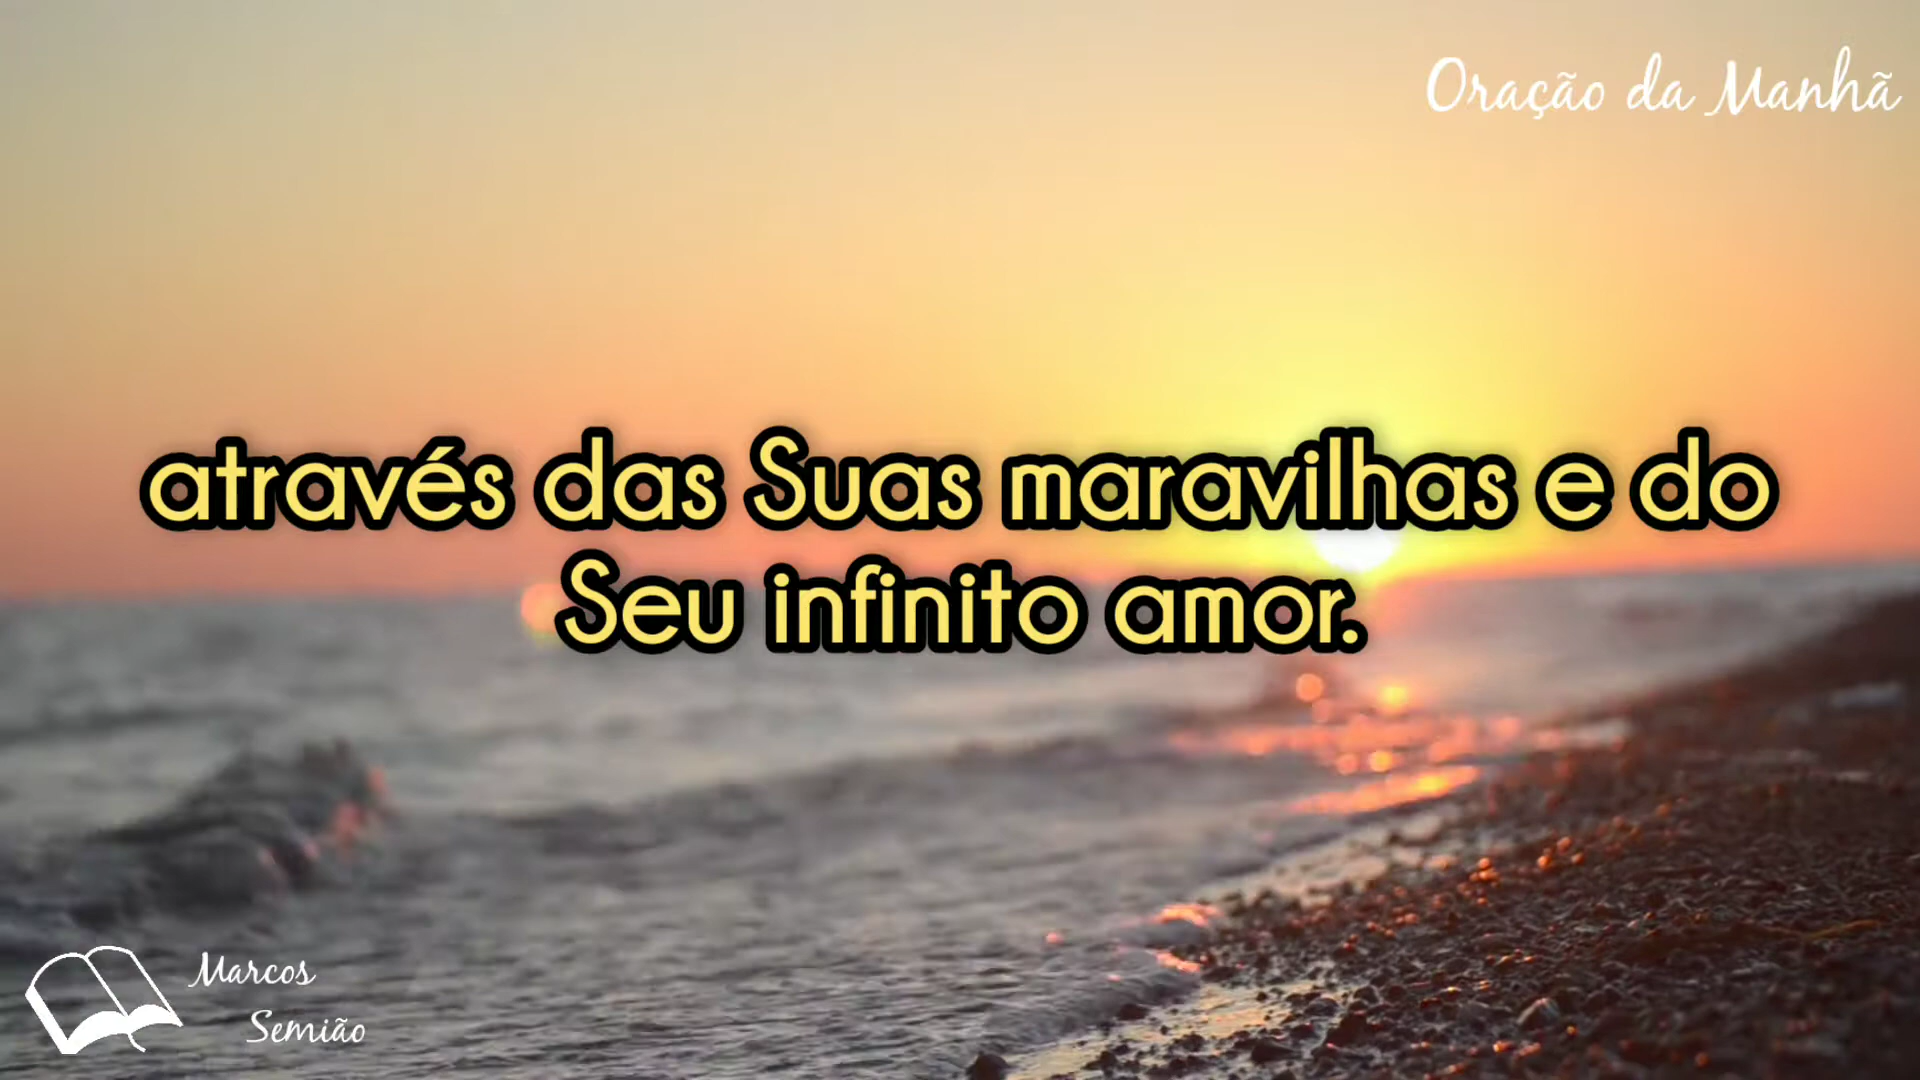 Oração da Manhã
através das Suas maravilhas e do
Seu infinito amor.
Marcos
Semião